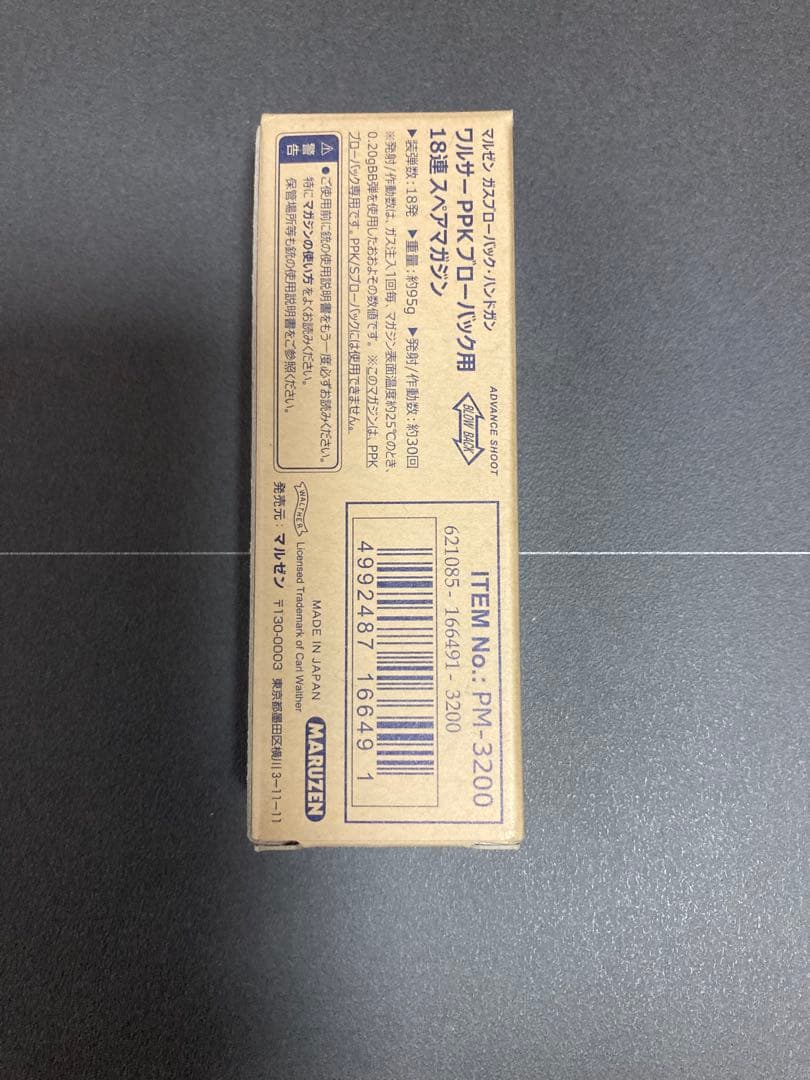 マルゼン ガスブローバック・ハンドガン
ワルサー PPKブローバック用
18連 スペアマガジン
ADVANCE SHOOT
BLOW BACK
▶装弾数:18発 ▶重量:約95g ▶発射/作動数:約30回
※発射/作動数は、ガス注入1回毎、マガジン表面温度約25℃のとき、
0.20gBB弾を使用したおおよその数値です。※このマガジンは、PPK
ブローバック専用です。PPK/Sブローバックには使用できません。
⚠警告
●ご使用前に銃の使用説明書をもう一度必ずお読みください。
特にマガジンの使い方をよくお読みください。
保管場所等も銃の使用説明書をご参照ください。
ITEM No.: PM-3200
621085- 166491- 3200
4992487 16649 1
MADE IN JAPAN
MARUZEN
WALTHER
Licensed Trademark of Carl Walther
発売元:マルゼン 〒130-0003 東京都墨田区横川3-11-11